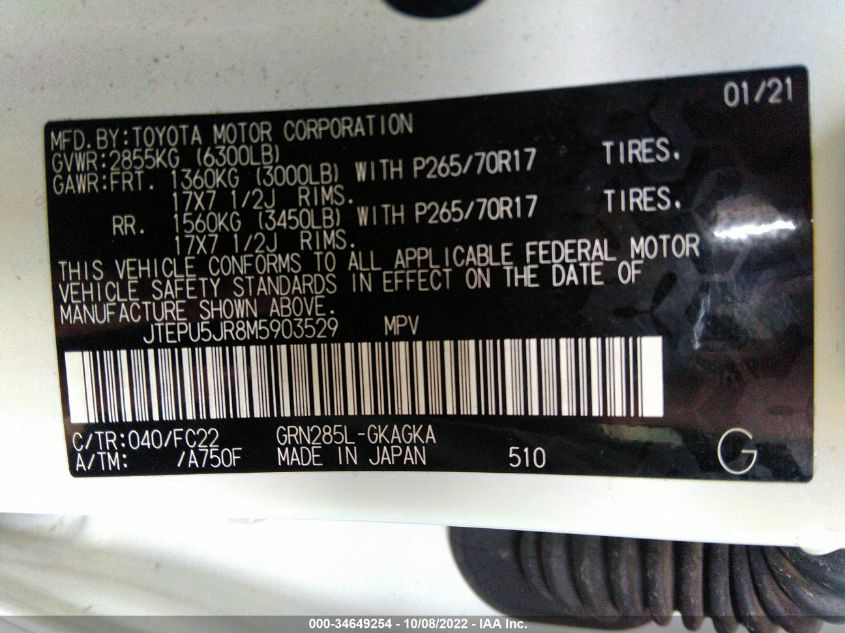 01/21
MFD.BY:TOYOTA MOTOR CORPORATION
GVWR:2855KG (6300LB)
GAWR:FRT. 1360KG (3000LB) WITH P265/70R17 TIRES.
17X7 1/2J RIMS.
RR. 1560KG (3450LB) WITH P265/70R17 TIRES.
17X7 1/2J RIMS.
THIS VEHICLE CONFORMS TO ALL APPLICABLE FEDERAL MOTOR
VEHICLE SAFETY STANDARDS IN EFFECT ON THE DATE OF
MANUFACTURE SHOWN ABOVE.
JTEPU5JR8M5903529 MPV
C/TR:040/FC22 GRN285L-GKAGKA
A/TM: /A750F MADE IN JAPAN 510 G
000-34649254 - 10/08/2022 - IAA Inc.